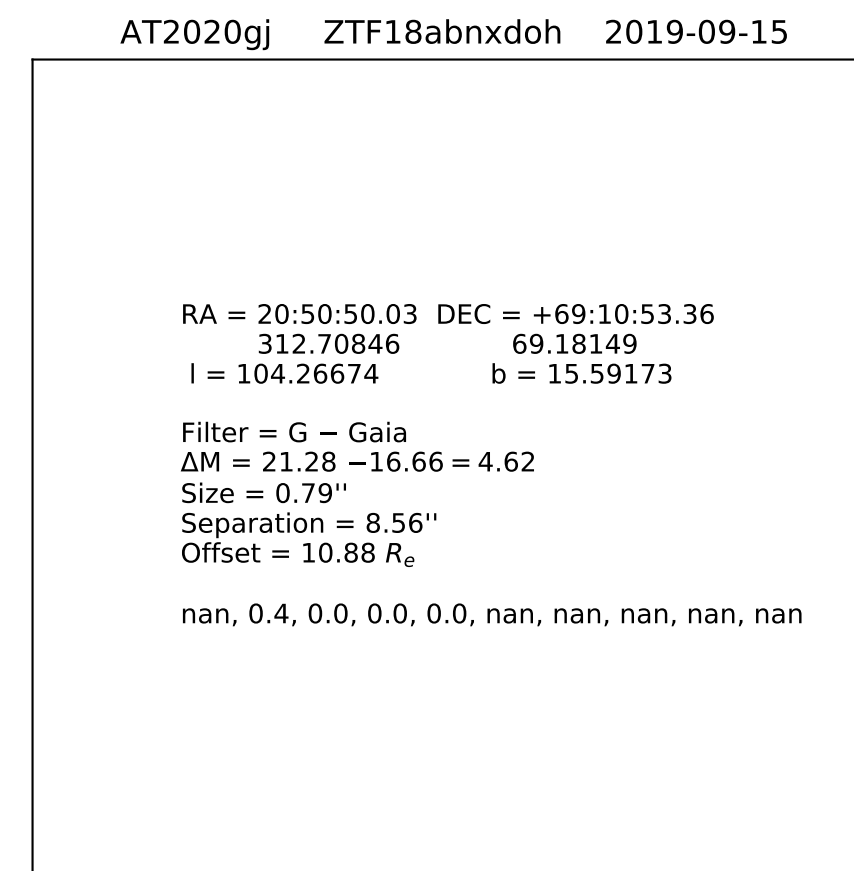 AT2020gj ZTF18abnxdoh 2019-09-15
RA = 20:50:50.03 DEC = +69:10:53.36
312.70846 69.18149
l = 104.26674 b = 15.59173
Filter = G − Gaia
ΔM = 21.28 −16.66 = 4.62
Size = 0.79''
Separation = 8.56''
Offset = 10.88 Rₑ
nan, 0.4, 0.0, 0.0, 0.0, nan, nan, nan, nan, nan